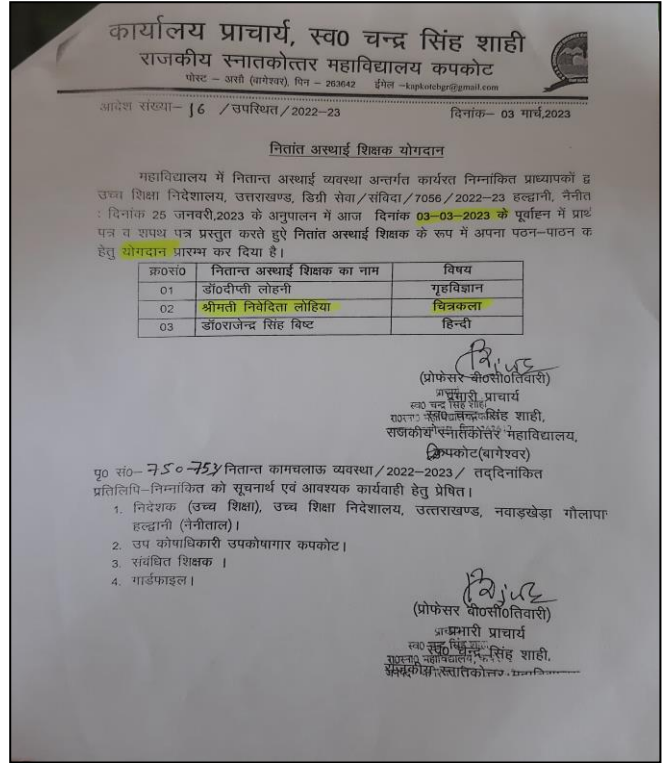 कार्यालय प्राचार्य, स्व0 चन्द्र सिंह शाही
राजकीय स्नातकोत्तर महाविद्यालय कपकोट
पोस्ट – असौ (बागेश्वर), पिन – 263642 ईमेल –kapkotebgr@gmail.com
आदेश संख्या– 16 /उपस्थित/2022–23 दिनांक– 03 मार्च,2023
नितांत अस्थाई शिक्षक योगदान
महाविद्यालय में नितान्त अस्थाई व्यवस्था अन्तर्गत कार्यरत निम्नांकित प्राध्यापकों द्व
उच्च शिक्षा निदेशालय, उत्तराखण्ड, डिग्री सेवा/संविदा/7056/2022–23 हल्द्वानी, नैनीत
: दिनांक 25 जनवरी,2023 के अनुपालन में आज दिनांक 03–03–2023 के पूर्वाह्न में प्रार्थ
पत्र व शपथ पत्र प्रस्तुत करते हुऐ नितांत अस्थाई शिक्षक के रूप में अपना पठन–पाठन क
हेतु योगदान प्रारम्भ कर दिया है।
क्र0सं0 नितान्त अस्थाई शिक्षक का नाम विषय
01 डॉ0दीप्ती लोहनी गृहविज्ञान
02 श्रीमती निवेदिता लोहिया चित्रकला
03 डॉ0राजेन्द्र सिंह बिष्ट हिन्दी
(प्रोफेसर बी0सी0तिवारी)
प्रभारी प्राचार्य
स्व0 चन्द्र सिंह शाही,
राजकीय स्नातकोत्तर महाविद्यालय,
कपकोट(बागेश्वर)
पृ0 सं0– 750-754 नितान्त कामचलाऊ व्यवस्था/2022–2023/ तद्दिनांकित
प्रतिलिपि–निम्नांकित को सूचनार्थ एवं आवश्यक कार्यवाही हेतु प्रेषित।
1. निदेशक (उच्च शिक्षा), उच्च शिक्षा निदेशालय, उत्तराखण्ड, नवाड़खेड़ा गौलापा
हल्द्वानी (नैनीताल)।
2. उप कोषाधिकारी उपकोषागार कपकोट।
3. संबंधित शिक्षक ।
4. गार्डफाइल।
(प्रोफेसर बी0सी0तिवारी)
प्रभारी प्राचार्य
स्व0 चन्द्र सिंह शाही,
राजकीय स्नातकोत्तर